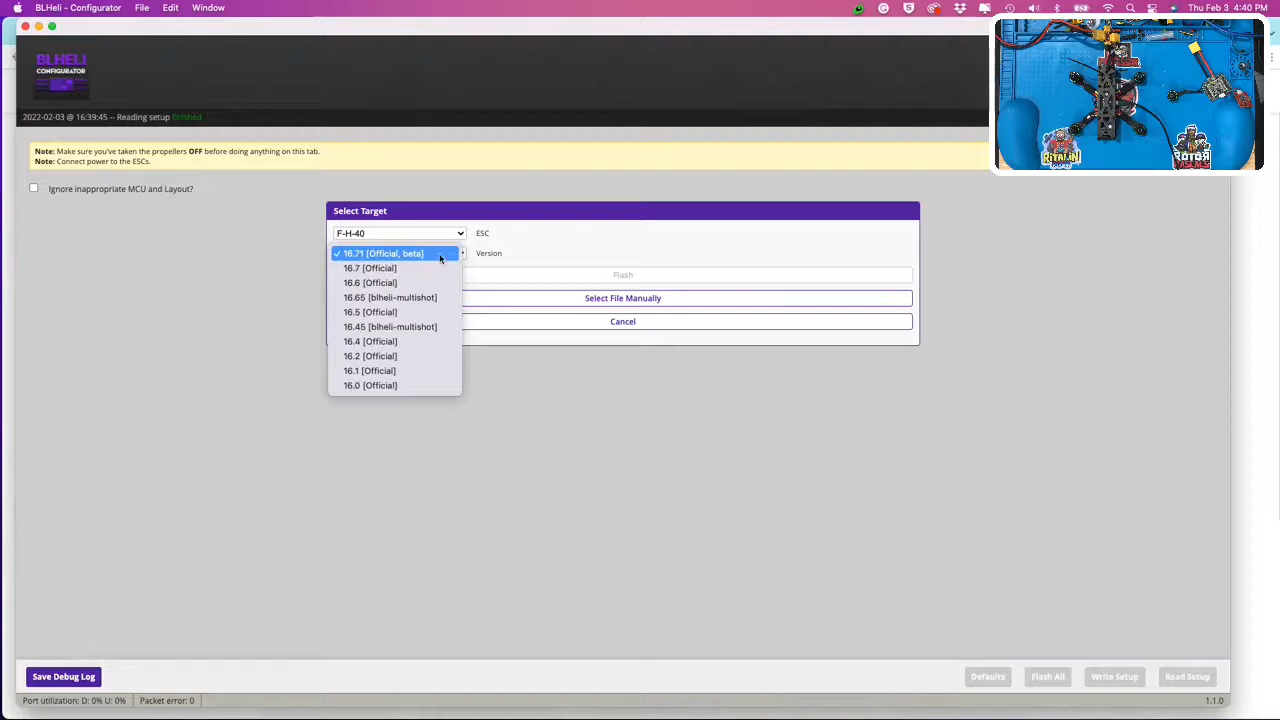 BLHeli - Configurator File Edit Window
Thu Feb 3 4:40 PM
BLHELI
CONFIGURATOR
2022-02-03 @ 16:39:45 -- Reading setup finished
Note: Make sure you've taken the propellers OFF before doing anything on this tab.
Note: Connect power to the ESCs.
Ignore inappropriate MCU and Layout?
Select Target
F-H-40 ESC
✓ 16.71 [Official, beta] Version
16.7 [Official]
Flash
16.6 [Official]
16.65 [blheli-multishot]
Select File Manually
16.5 [Official]
16.45 [blheli-multishot]
Cancel
16.4 [Official]
16.2 [Official]
16.1 [Official]
16.0 [Official]
RITALIN
ROTOR
RASCALS
Save Debug Log
Defaults Flash All Write Setup Read Setup
Port utilization: D: 0% U: 0% Packet error: 0
1.1.0